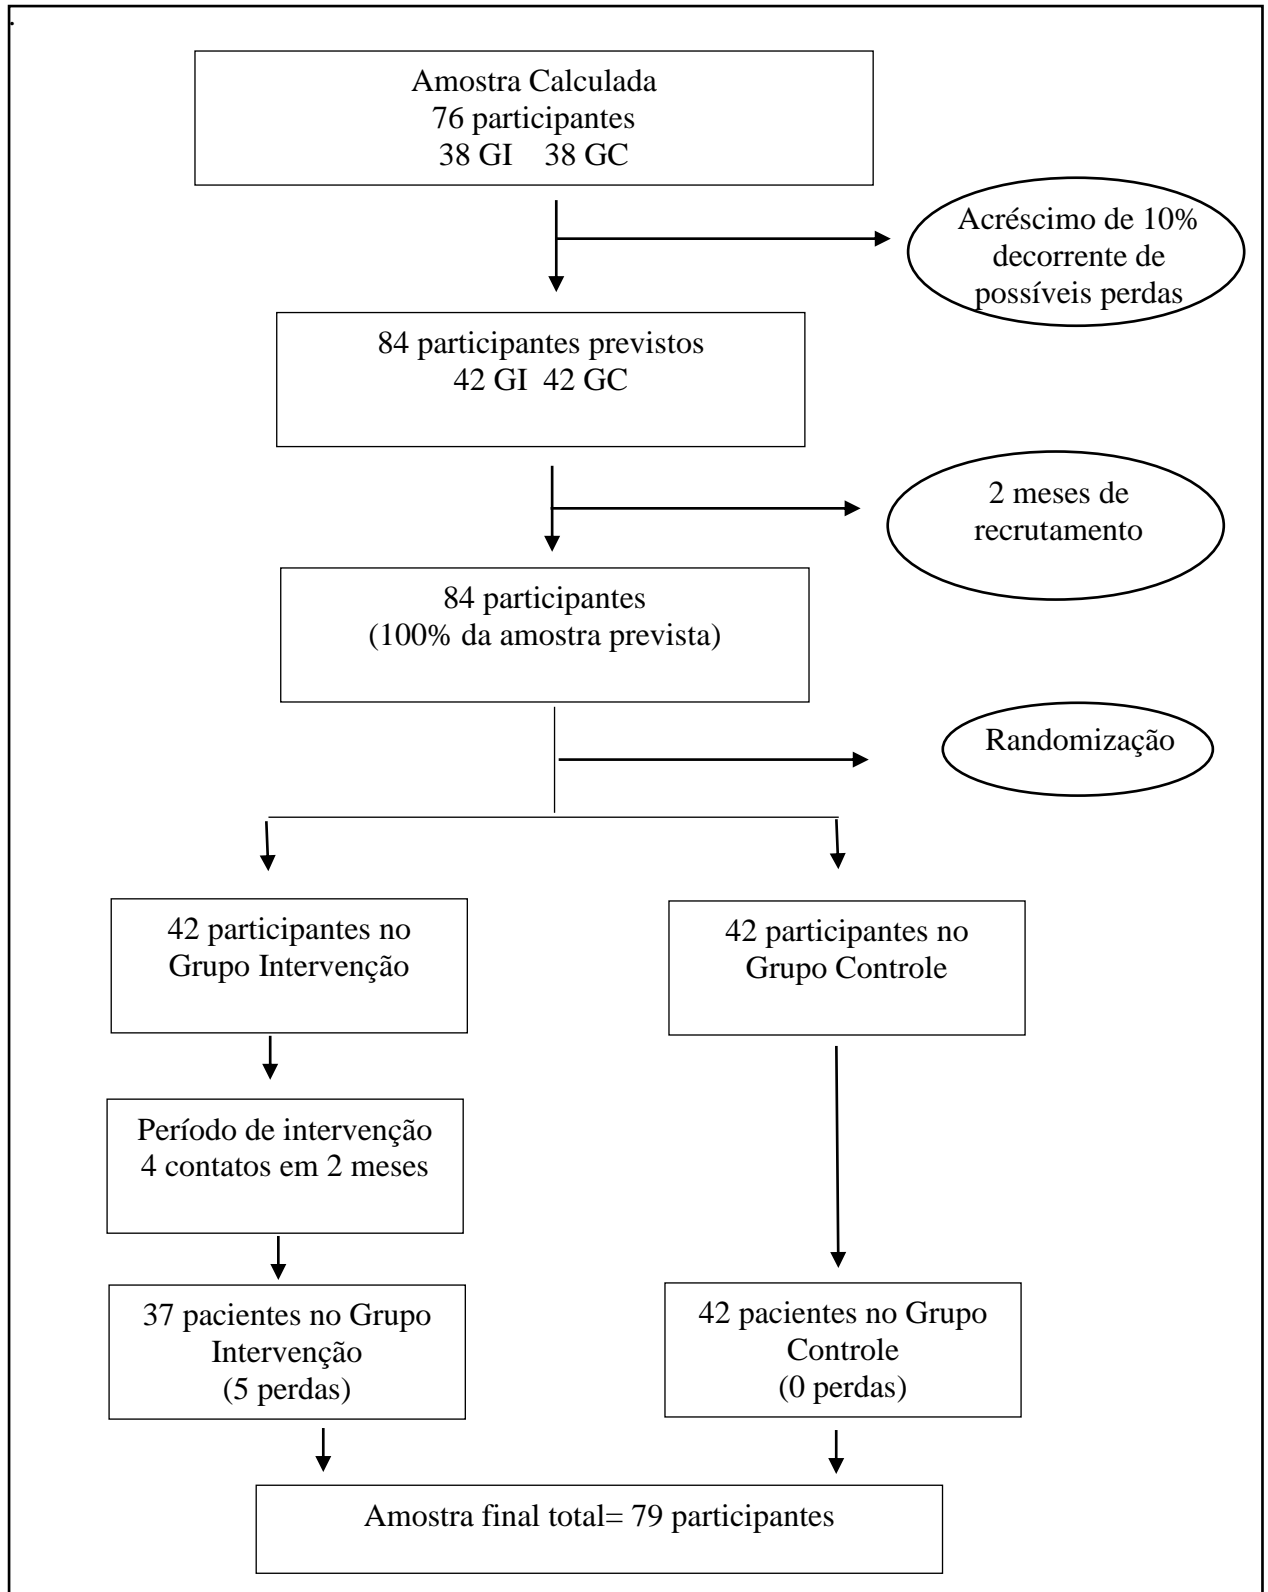 .
Amostra Calculada
76 participantes
38 GI 38 GC
Acréscimo de 10%
decorrente de
possíveis perdas
84 participantes previstos
42 GI 42 GC
2 meses de
recrutamento
84 participantes
(100% da amostra prevista)
Randomização
42 participantes no
Grupo Intervenção
42 participantes no
Grupo Controle
Período de intervenção
4 contatos em 2 meses
37 pacientes no Grupo
Intervenção
(5 perdas)
42 pacientes no Grupo
Controle
(0 perdas)
Amostra final total= 79 participantes